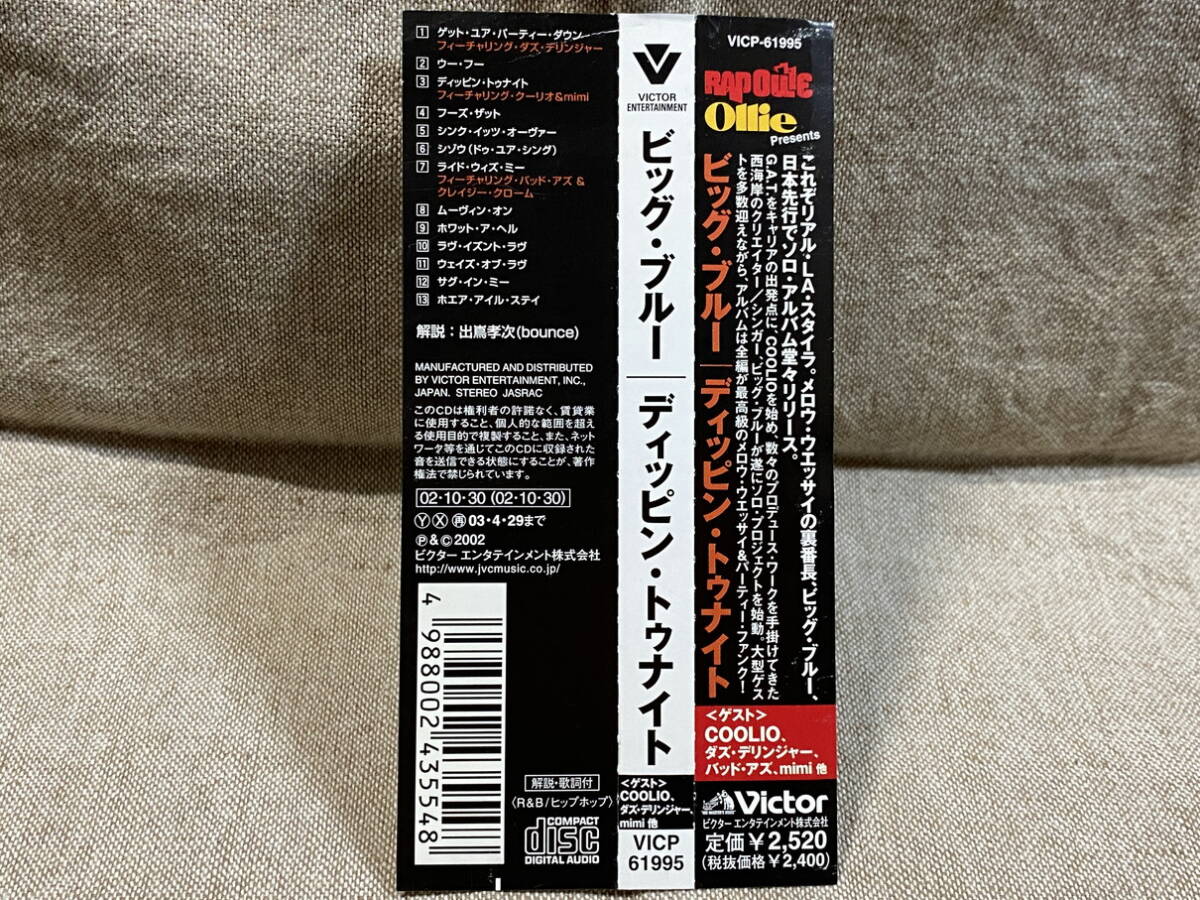 1 ゲット・ユア・パーティー・ダウン
フィーチャリング・ダズ・デリンジャー
2 ウー・フー
3 ディッピン・トゥナイト
フィーチャリング・クーリオ&mimi
4 フーズ・ザット
5 シンク・イッツ・オーヴァー
6 シゾウ(ドゥ・ユア・シング)
7 ライド・ウィズ・ミー
フィーチャリング・バッド・アズ &
クレイジー・クローム
8 ムーヴィン・オン
9 ホワット・ア・ヘル
10 ラヴ・イズント・ラヴ
11 ウェイズ・オブ・ラヴ
12 サグ・イン・ミー
13 ホエア・アイル・ステイ
解説:出嶌孝次(bounce)
MANUFACTURED AND DISTRIBUTED
BY VICTOR ENTERTAINMENT, INC.,
JAPAN. STEREO JASRAC
このCDは権利者の許諾なく、賃貸業
に使用すること、個人的な範囲を超え
る使用目的で複製すること、また、ネット
ワーク等を通じてこのCDに収録された
音を送信できる状態にすることが、著作
権法で禁じられています。
02・10・30 (02・10・30)
Ⓨ Ⓧ 再 03・4・29まで
Ⓟ&©2002
ビクター エンタテインメント株式会社
http://www.jvcmusic.co.jp/
4 988002 435548
解説・歌詞付
〈R&B/ヒップホップ〉
COMPACT
disc
DIGITAL AUDIO
VICTOR
ENTERTAINMENT
ビッグ・ブルー|ディッピン・トゥナイト
<ゲスト>
COOLIO、
ダズ・デリンジャー、
mimi 他
VICP
61995
VICP-61995
RAPOULE
Ollie
Presents
これぞリアル・LA・スタイラ。メロウ・ウエッサイの裏番長、ビッグ・ブルー、
日本先行でソロ・アルバム堂々リリース。
G.A.T.をキャリアの出発点に、COOLIOを始め、数々のプロデュース・ワークを手掛けてきた
西海岸のクリエイター/シンガー、ビッグ・ブルーが遂にソロ・プロジェクトを始動。大型ゲス
トを多数迎えながら、アルバムは全編が最高級のメロウ・ウエッサイ&パーティー・ファンクー
ビッグ・ブルー|ディッピン・トゥナイト
<ゲスト>
COOLIO、
ダズ・デリンジャー、
バッド・アズ、mimi 他
Victor
ビクター エンタテインメント株式会社
定価¥2,520
(税抜価格¥2,400)